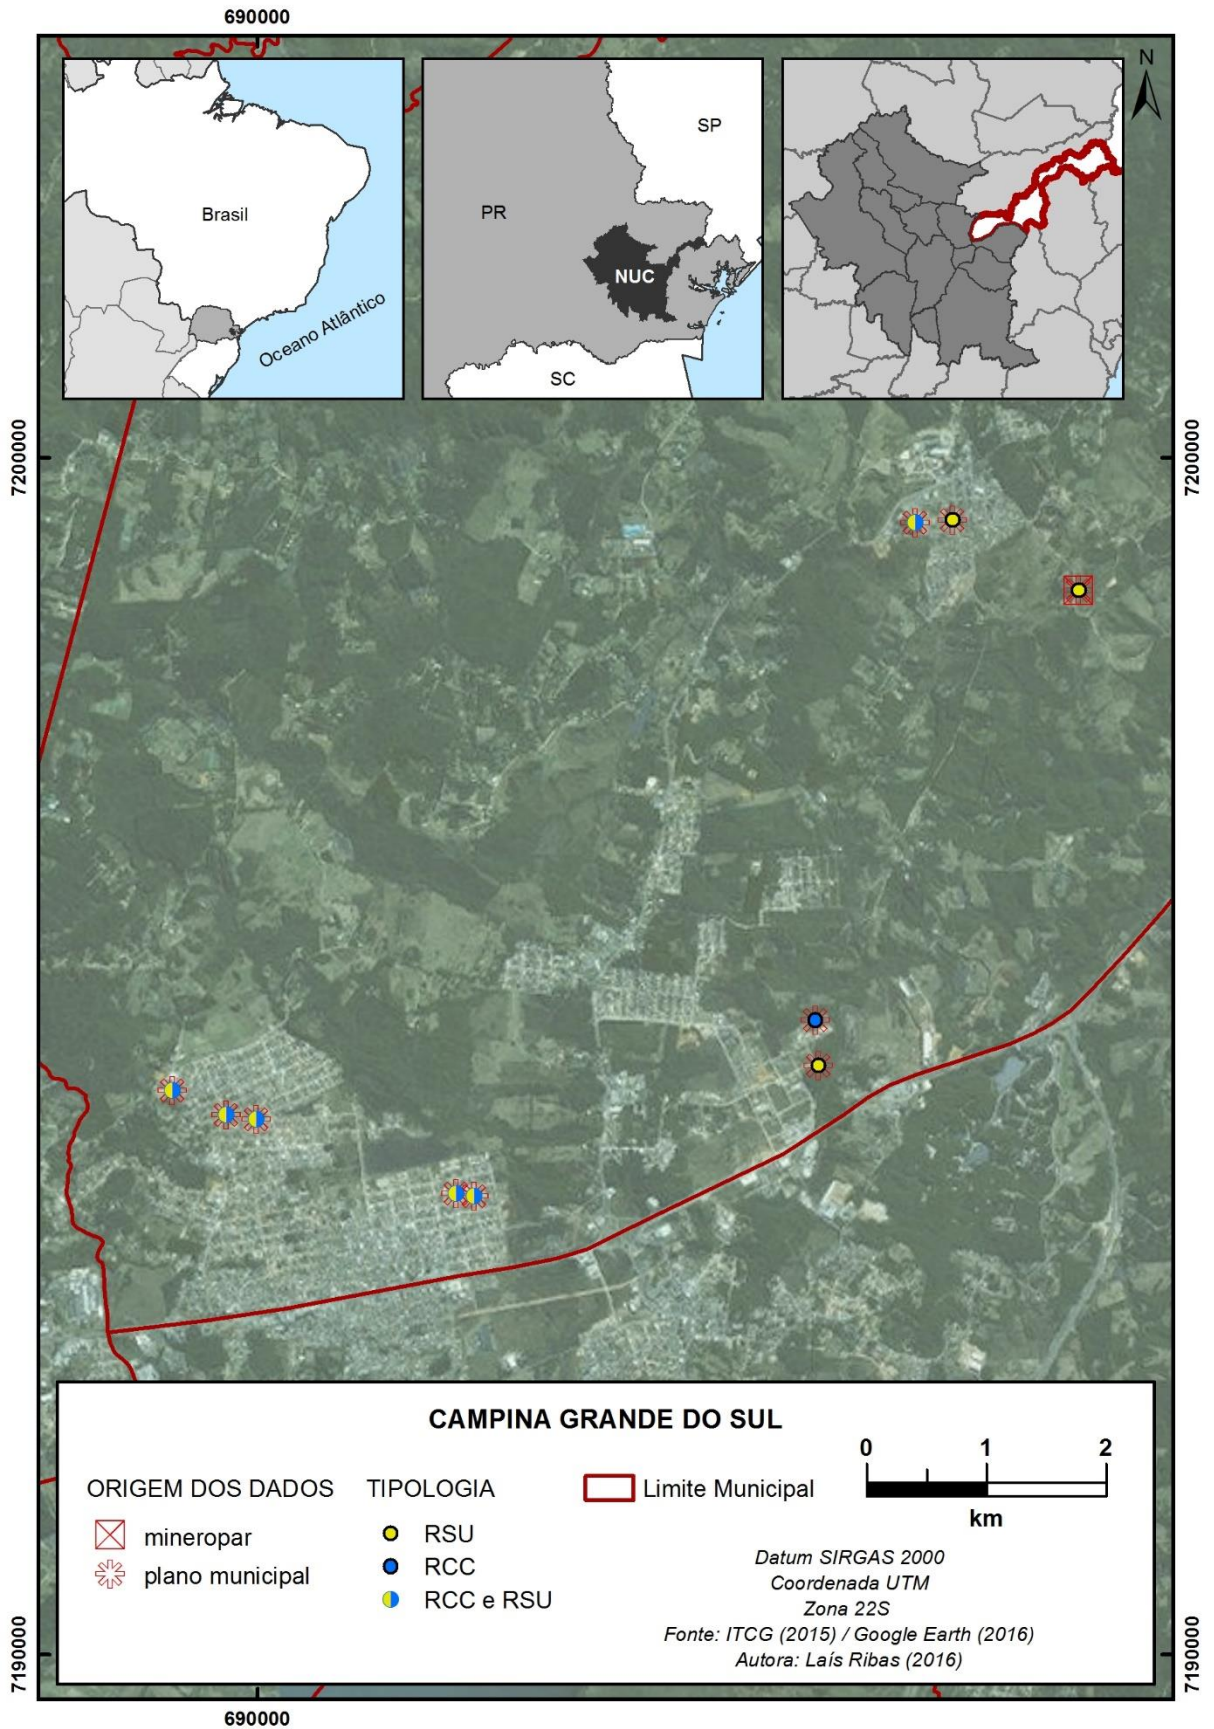 690000
N
Brasil
Oceano Atlântico
PR
SP
NUC
SC
7200000
7200000
CAMPINA GRANDE DO SUL
ORIGEM DOS DADOS
mineropar
plano municipal
TIPOLOGIA
RSU
RCC
RCC e RSU
Limite Municipal
0 1 2
km
Datum SIRGAS 2000
Coordenada UTM
Zona 22S
Fonte: ITCG (2015) / Google Earth (2016)
Autora: Laís Ribas (2016)
7190000
7190000
690000